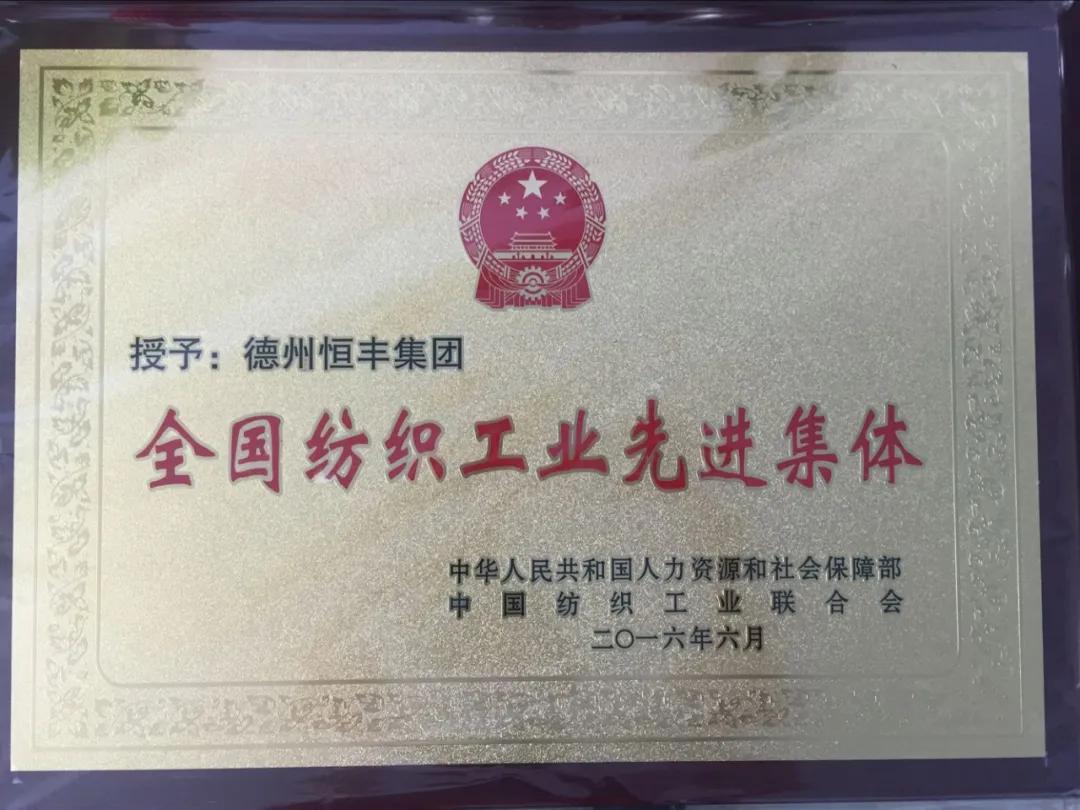 授予：德州恒丰集团
全国纺织工业先进集体
中华人民共和国人力资源和社会保障部
中国纺织工业联合会
二〇一六年六月